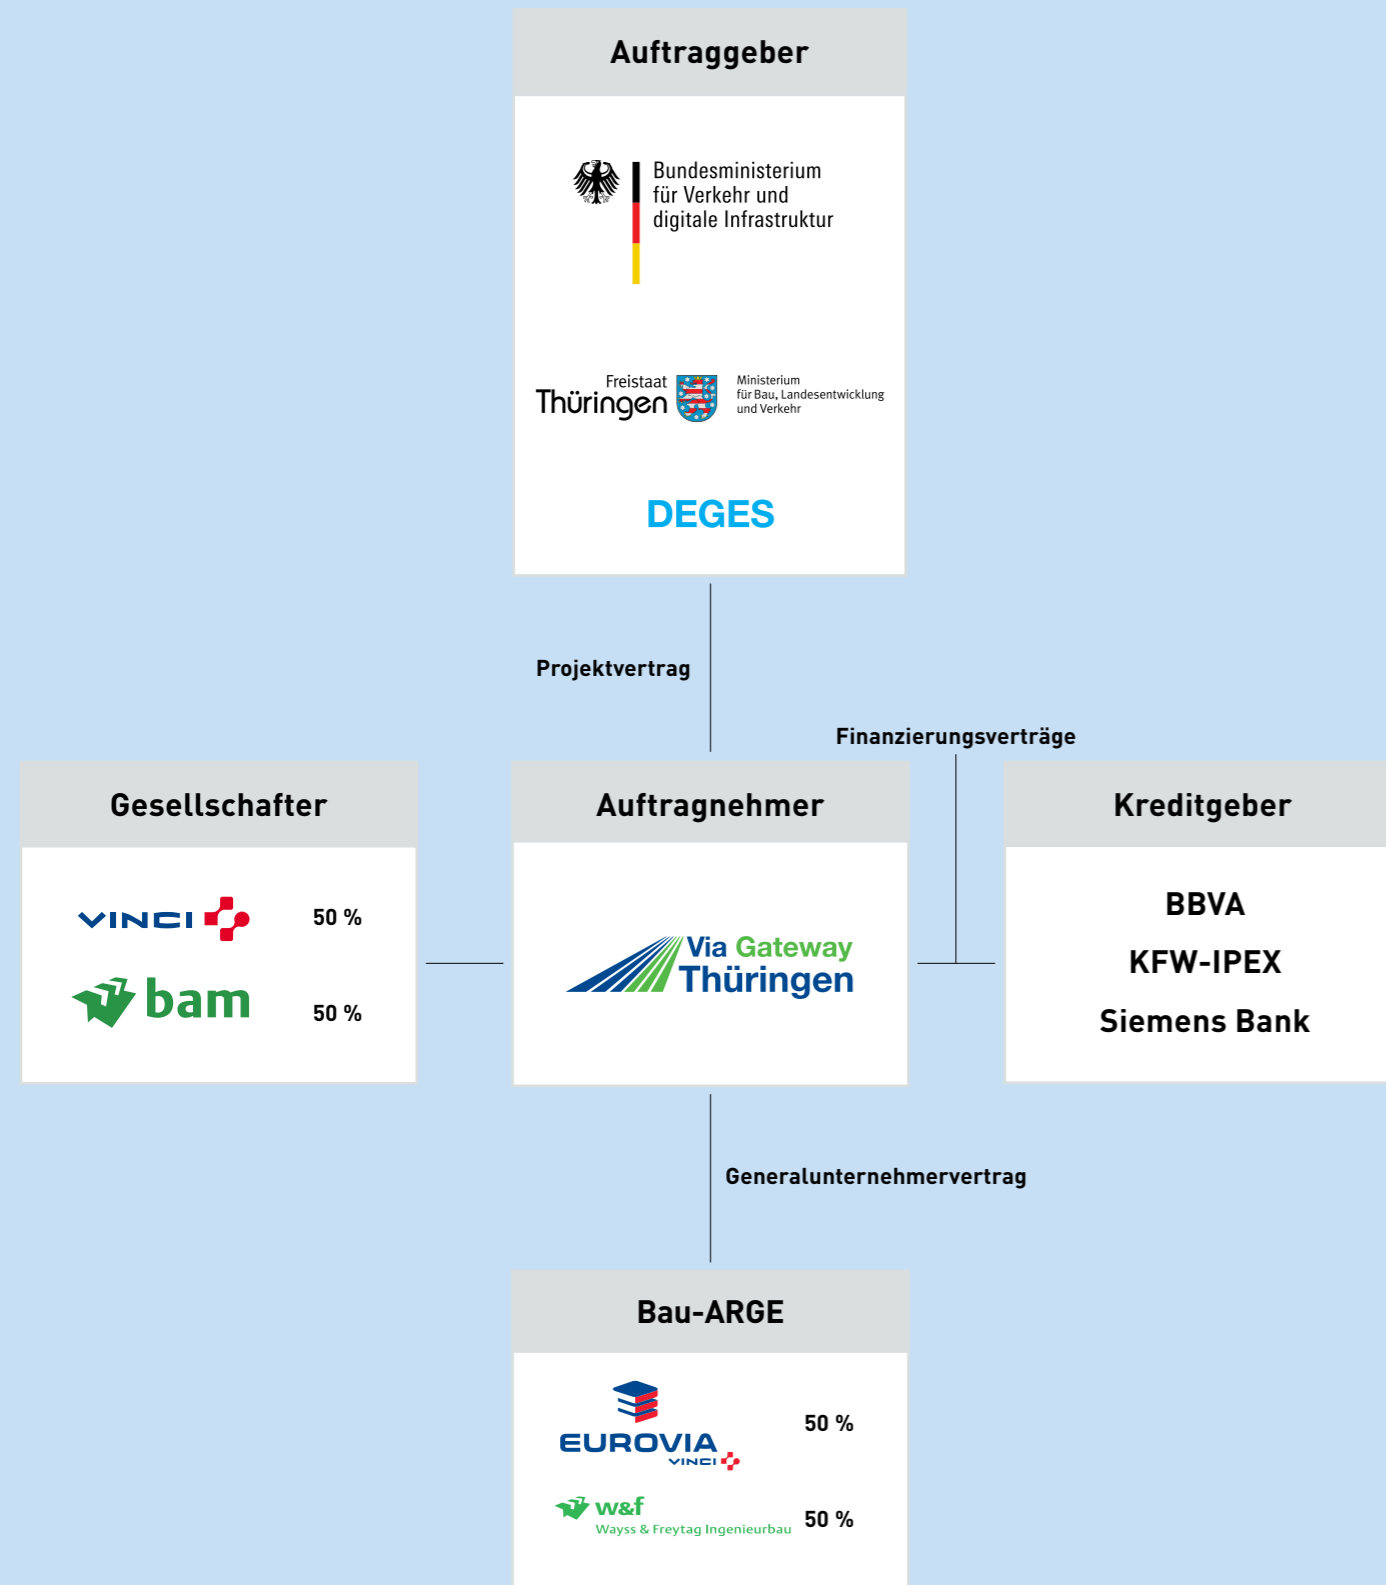 Auftraggeber
Bundesministerium
für Verkehr und
digitale Infrastruktur
Freistaat
Thüringen
Ministerium
für Bau, Landesentwicklung
und Verkehr
DEGES
Projektvertrag
Finanzierungsverträge
Gesellschafter
VINCI 50 %
bam 50 %
Auftragnehmer
Via Gateway
Thüringen
Kreditgeber
BBVA
KFW-IPEX
Siemens Bank
Generalunternehmervertrag
Bau-ARGE
EUROVIA 50 %
VINCI
w&f
Wayss & Freytag Ingenieurbau 50 %